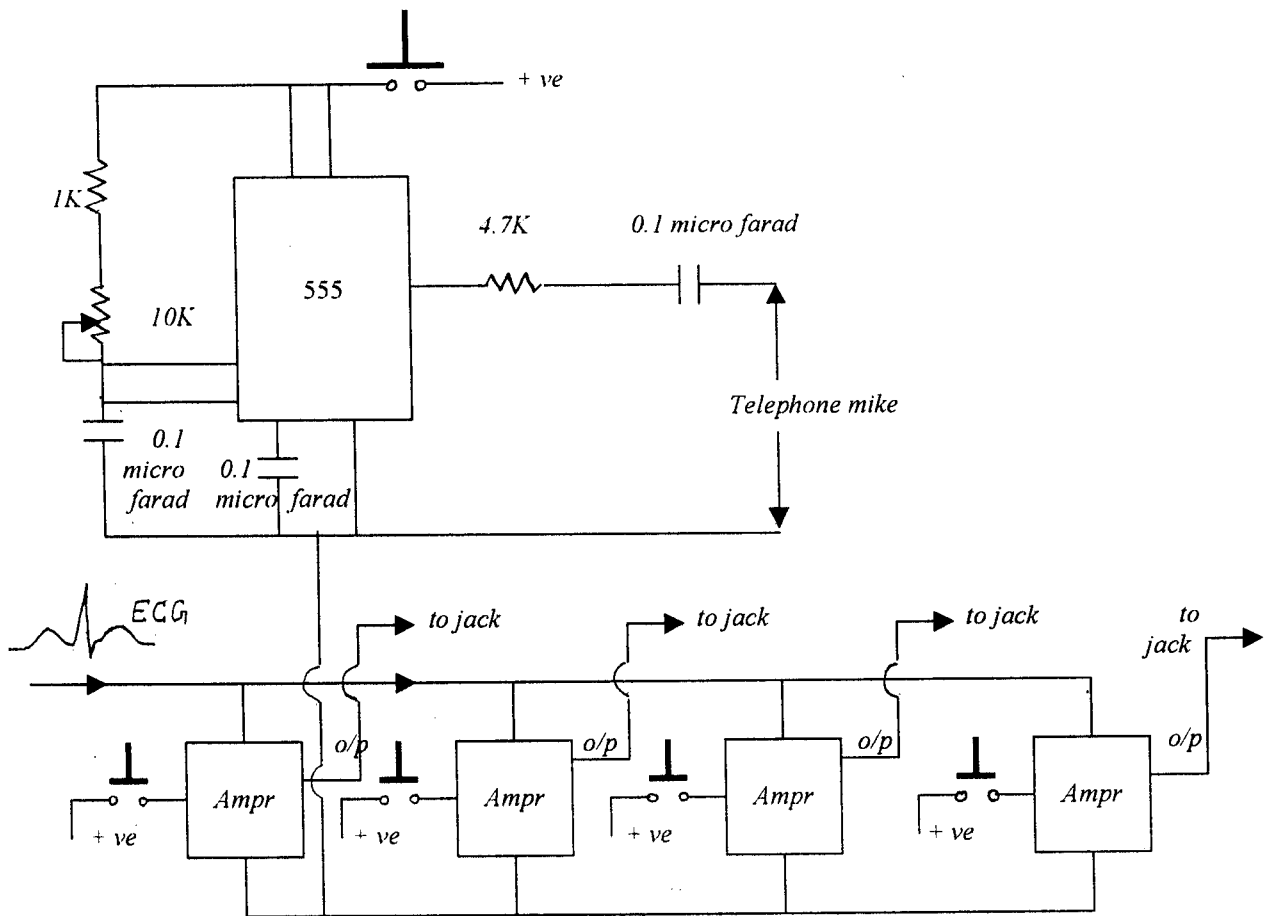 + ve
1K
4.7K
0.1 micro farad
555
10K
Telephone mike
0.1
micro
farad
0.1
micro farad
ECG
to jack
to jack
to jack
to
jack
o/p
o/p
o/p
o/p
Ampr
Ampr
Ampr
Ampr
+ ve
+ ve
+ ve
+ ve